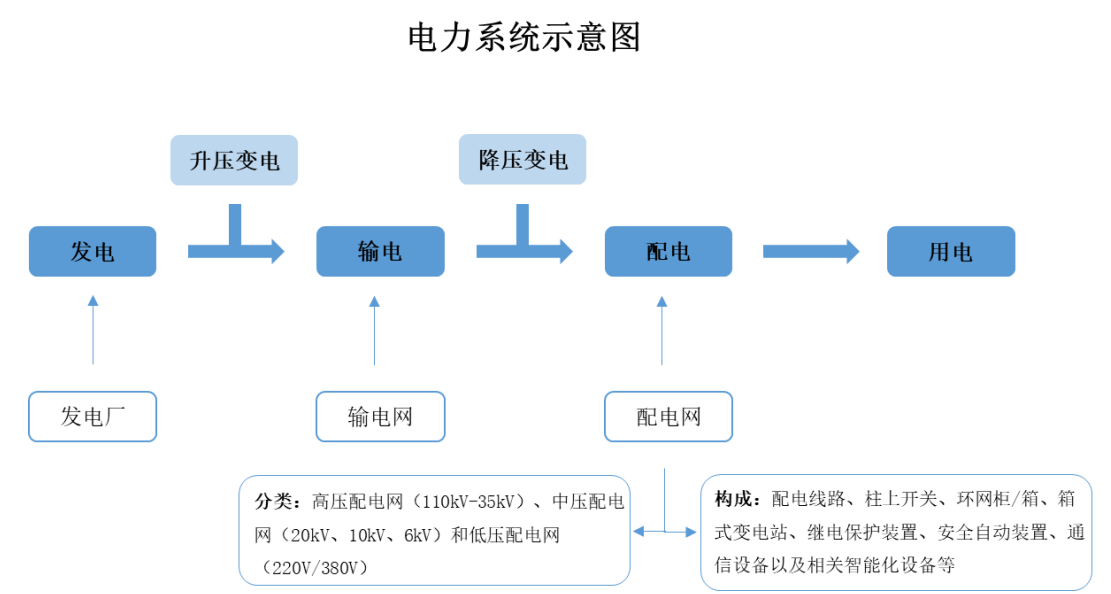 电力系统示意图
升压变电
降压变电
发电
输电
配电
用电
发电厂
输电网
配电网
分类：高压配电网（110kV-35kV）、中压配电
网（20kV、10kV、6kV）和低压配电网
（220V/380V）
构成：配电线路、柱上开关、环网柜/箱、箱
式变电站、继电保护装置、安全自动装置、通
信设备以及相关智能化设备等